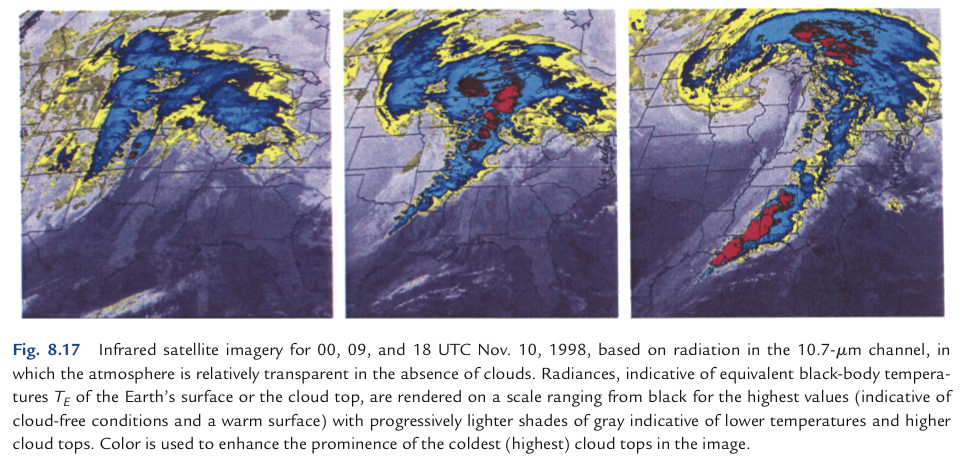 Fig. 8.17 Infrared satellite imagery for 00, 09, and 18 UTC Nov. 10, 1998, based on radiation in the 10.7-μm channel, in
which the atmosphere is relatively transparent in the absence of clouds. Radiances, indicative of equivalent black-body tempera-
tures TE of the Earth's surface or the cloud top, are rendered on a scale ranging from black for the highest values (indicative of
cloud-free conditions and a warm surface) with progressively lighter shades of gray indicative of lower temperatures and higher
cloud tops. Color is used to enhance the prominence of the coldest (highest) cloud tops in the image.